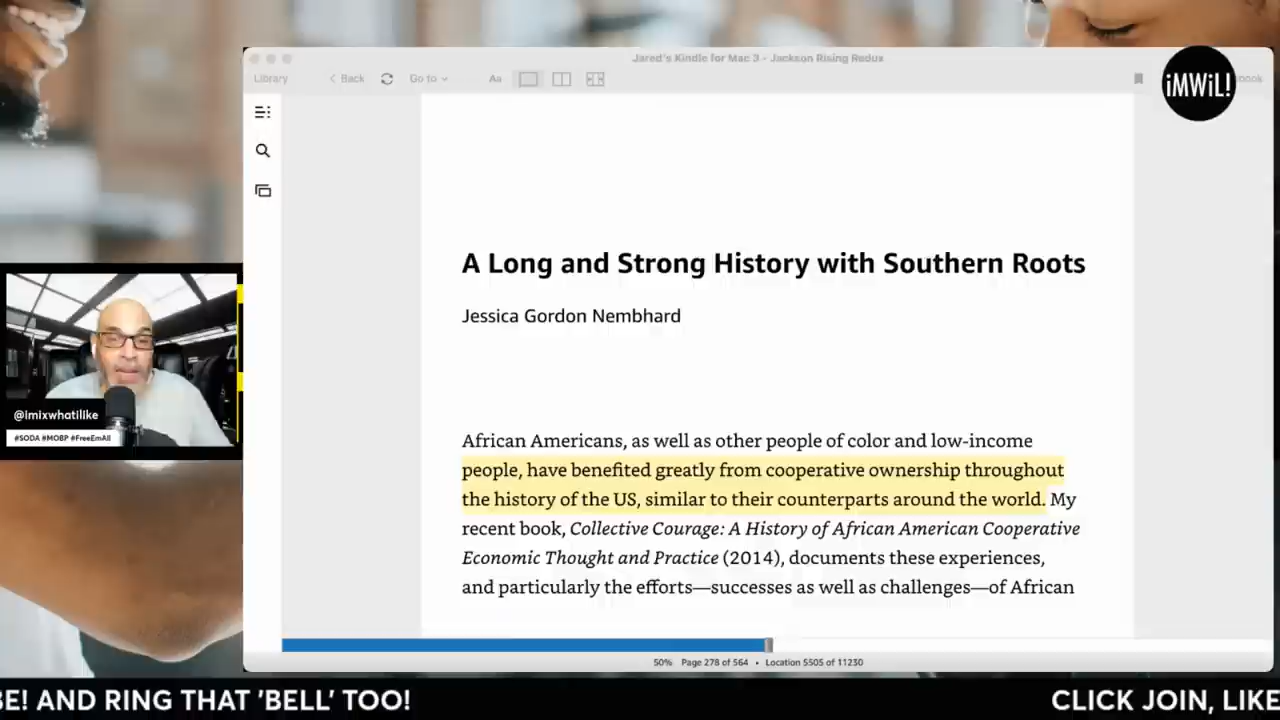 Jared's Kindle for Mac 3 - Jackson Rising Redux
Library
Back
Go to
Aa
iMWiL!
A Long and Strong History with Southern Roots
Jessica Gordon Nembhard
African Americans, as well as other people of color and low-income
people, have benefited greatly from cooperative ownership throughout
the history of the US, similar to their counterparts around the world. My
recent book, Collective Courage: A History of African American Cooperative
Economic Thought and Practice (2014), documents these experiences,
and particularly the efforts—successes as well as challenges—of African
50% Page 278 of 564 • Location 5505 of 11230
@imixwhatilike
#SODA #MOBP #FreeEmAll
BE! AND RING THAT 'BELL' TOO!
CLICK JOIN, LIKE